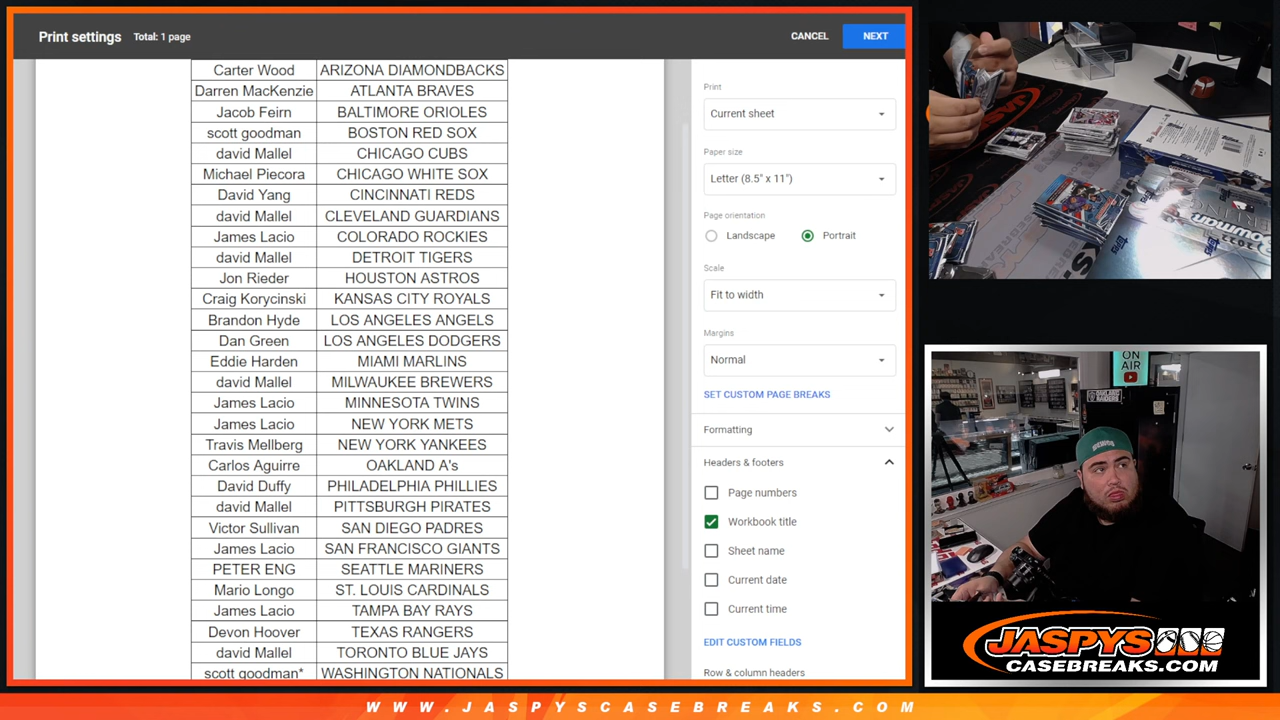 Print settings Total: 1 page CANCEL NEXT
Carter Wood ARIZONA DIAMONDBACKS
Darren MacKenzie ATLANTA BRAVES
Jacob Feirn BALTIMORE ORIOLES
scott goodman BOSTON RED SOX
david Mallel CHICAGO CUBS
Michael Piecora CHICAGO WHITE SOX
David Yang CINCINNATI REDS
david Mallel CLEVELAND GUARDIANS
James Lacio COLORADO ROCKIES
david Mallel DETROIT TIGERS
Jon Rieder HOUSTON ASTROS
Craig Korycinski KANSAS CITY ROYALS
Brandon Hyde LOS ANGELES ANGELS
Dan Green LOS ANGELES DODGERS
Eddie Harden MIAMI MARLINS
david Mallel MILWAUKEE BREWERS
James Lacio MINNESOTA TWINS
James Lacio NEW YORK METS
Travis Mellberg NEW YORK YANKEES
Carlos Aguirre OAKLAND A's
David Duffy PHILADELPHIA PHILLIES
david Mallel PITTSBURGH PIRATES
Victor Sullivan SAN DIEGO PADRES
James Lacio SAN FRANCISCO GIANTS
PETER ENG SEATTLE MARINERS
Mario Longo ST. LOUIS CARDINALS
James Lacio TAMPA BAY RAYS
Devon Hoover TEXAS RANGERS
david Mallel TORONTO BLUE JAYS
scott goodman* WASHINGTON NATIONALS
Print
Current sheet
Paper size
Letter (8.5" x 11")
Page orientation
Landscape Portrait
Scale
Fit to width
Margins
Normal
SET CUSTOM PAGE BREAKS
Formatting
Headers & footers
Page numbers
Workbook title
Sheet name
Current date
Current time
EDIT CUSTOM FIELDS
Row & column headers
Bowman
ON
AIR
JASPYS
CASEBREAKS.COM
WWW.JASPYSCASEBREAKS.COM